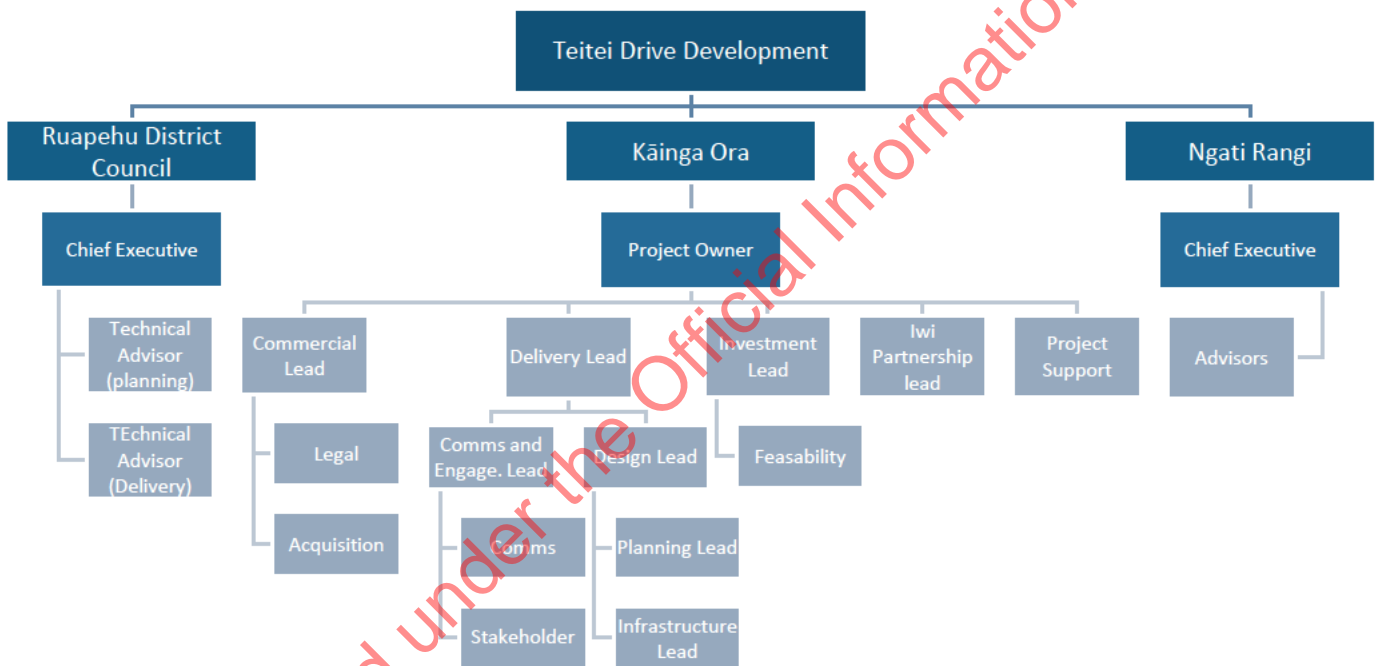 Teitei Drive Development
Ruapehu District
Council
Kāinga Ora
Ngati Rangi
Chief Executive
Project Owner
Chief Executive
Technical
Advisor
(planning)
Commercial
Lead
Delivery Lead
Investment
Lead
Iwi
Partnership
lead
Project
Support
Advisors
TEchnical
Advisor
(Delivery)
Legal
Comms and
Engage. Lead
Design Lead
Feasability
Acquisition
Comms
Planning Lead
Stakeholder
Infrastructure
Lead
d under the Official Information